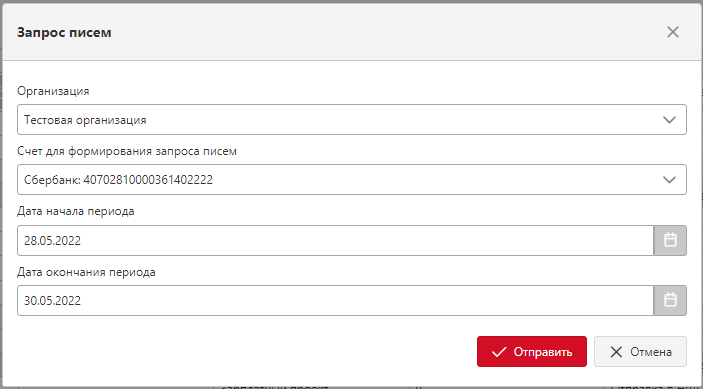 Запрос писем
Организация
Тестовая организация
Счет для формирования запроса писем
Сбербанк: 40702810000361402222
Дата начала периода
28.05.2022
Дата окончания периода
30.05.2022
Отправить
Отмена